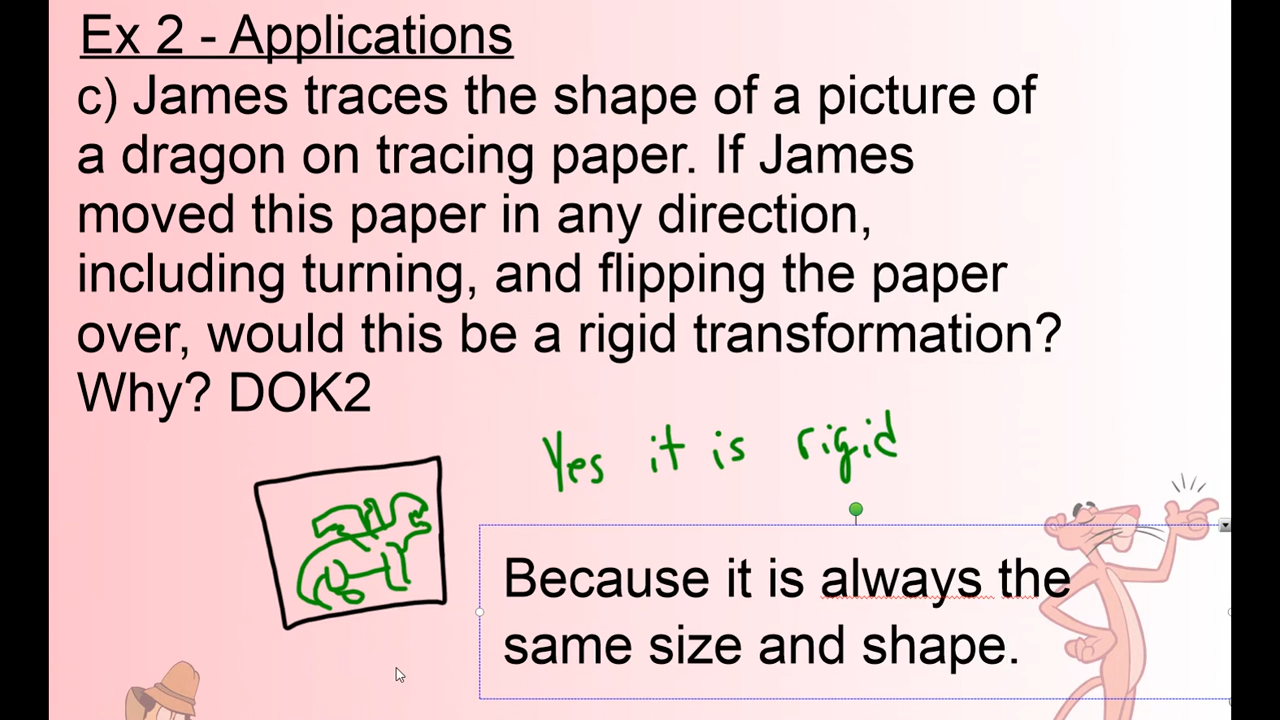 Ex 2 - Applications
c) James traces the shape of a picture of
a dragon on tracing paper. If James
moved this paper in any direction,
including turning, and flipping the paper
over, would this be a rigid transformation?
Why? DOK2
Yes it is rigid
Because it is always the
same size and shape.